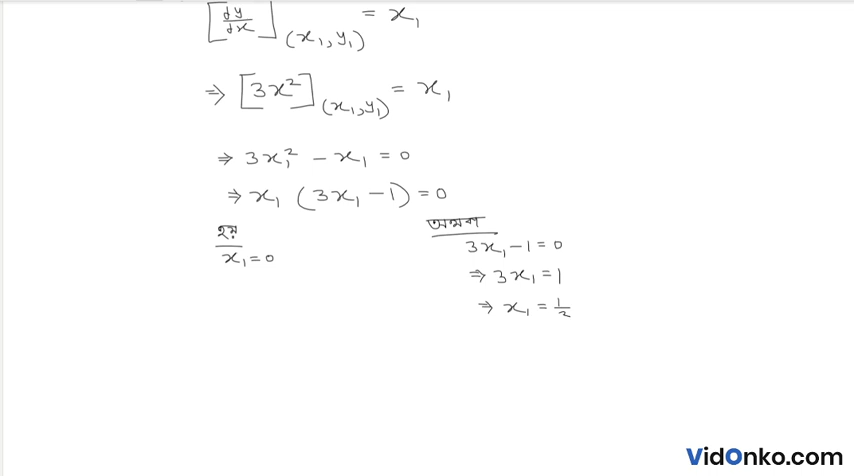 [dy/dx](x₁,y₁) = x₁
⇒ [3x²](x₁,y₁) = x₁
⇒ 3x₁² − x₁ = 0
⇒ x₁ (3x₁ − 1) = 0
হয় অথবা
x₁ = 0 3x₁ − 1 = 0
⇒ 3x₁ = 1
⇒ x₁ = 1/3
VidOnko.com